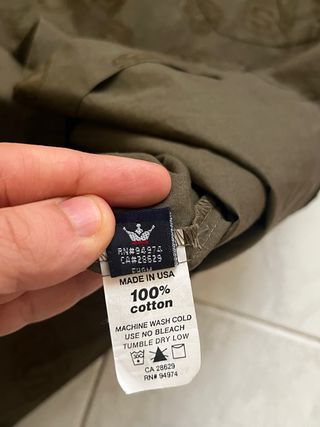 RN#94974
CA#28629
MADE IN USA
100%
cotton
MACHINE WASH COLD
USE NO BLEACH
TUMBLE DRY LOW
CA 28629
RN# 94974